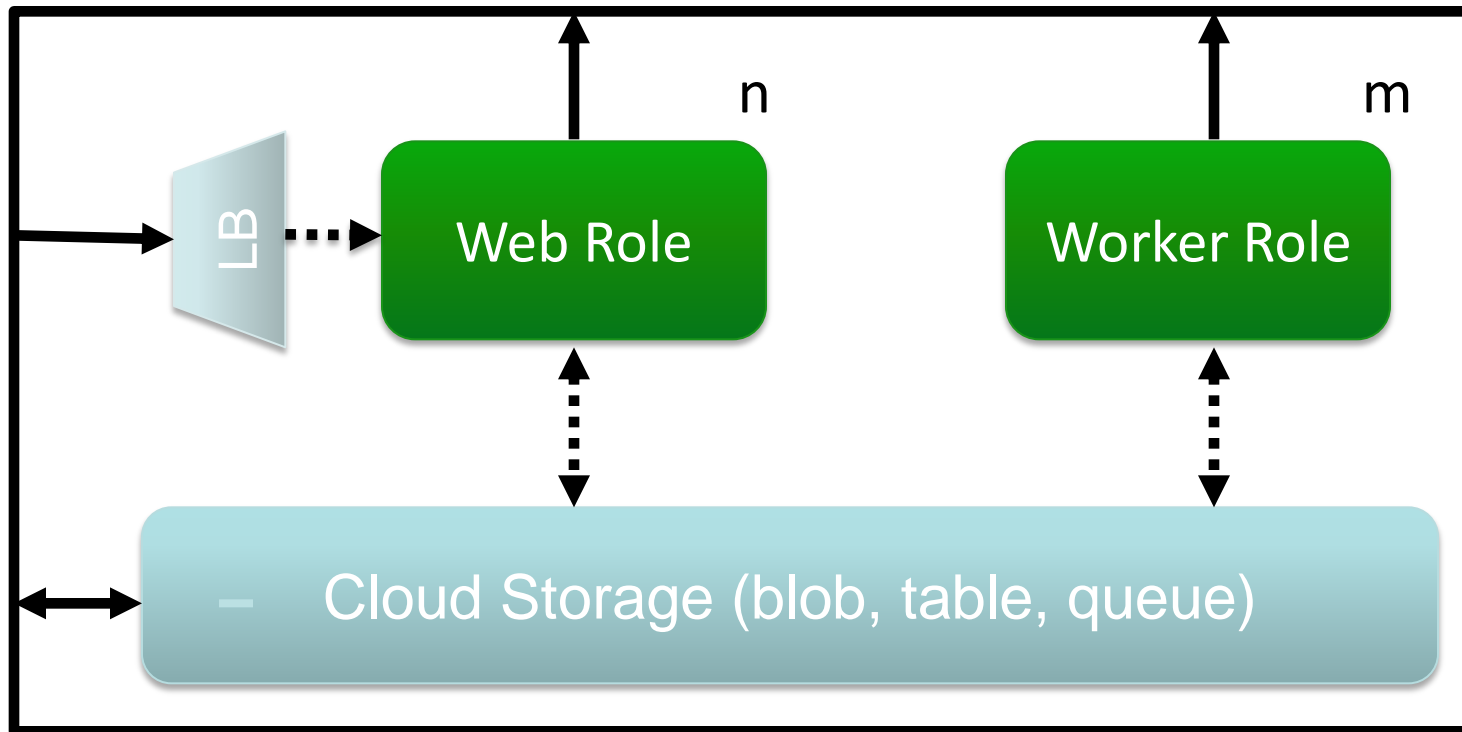 n
m
LB
Web Role
Worker Role
– Cloud Storage (blob, table, queue)